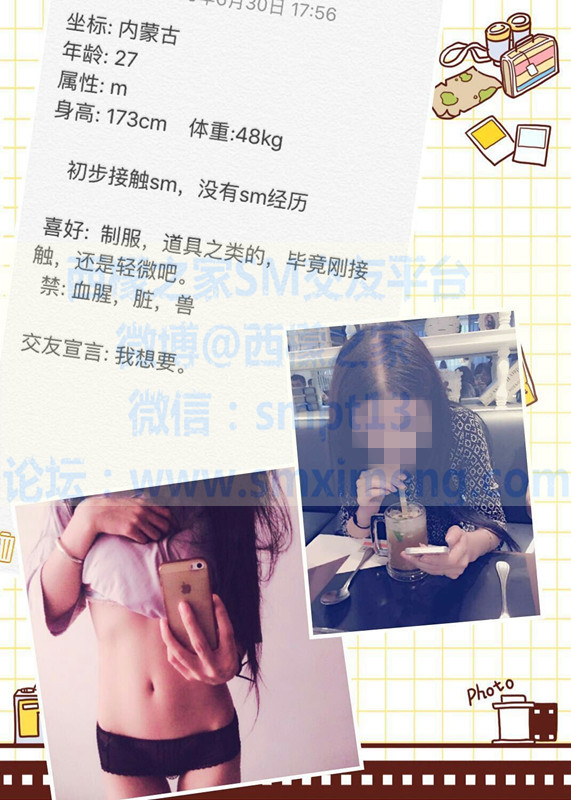 6月30日 17:56
坐标: 内蒙古
年龄: 27
属性: m
身高: 173cm 体重:48kg
初步接触sm，没有sm经历
喜好: 制服，道具之类的，毕竟刚接
触，还是轻微吧。
禁: 血腥，脏，兽
交友宣言: 我想要。
之家SM交友平台
微博@西
微信：smpt13
论坛：www.smximeng.com
Photo